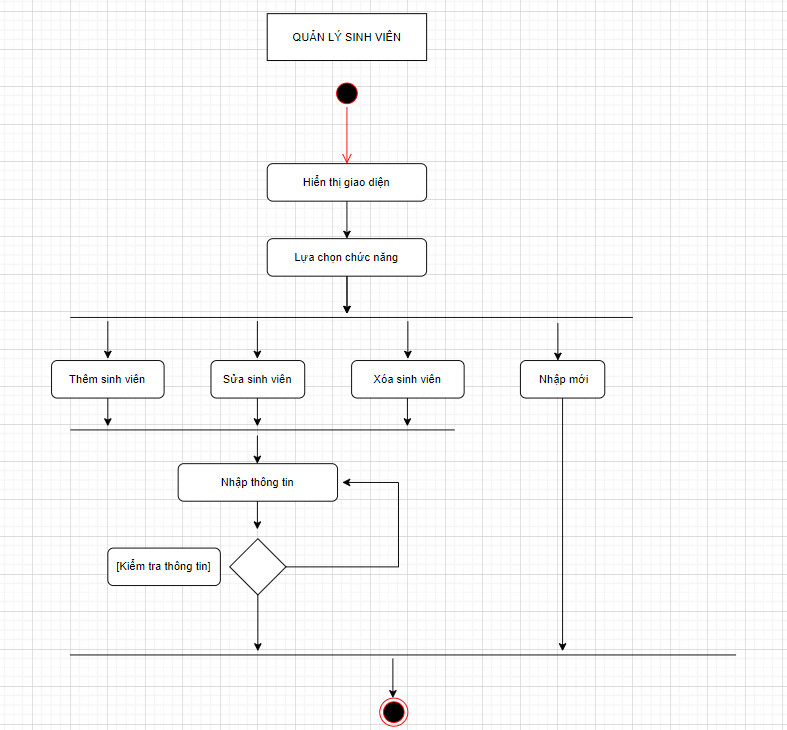 QUẢN LÝ SINH VIÊN
Hiển thị giao diện
Lựa chọn chức năng
Thêm sinh viên
Sửa sinh viên
Xóa sinh viên
Nhập mới
Nhập thông tin
[Kiểm tra thông tin]